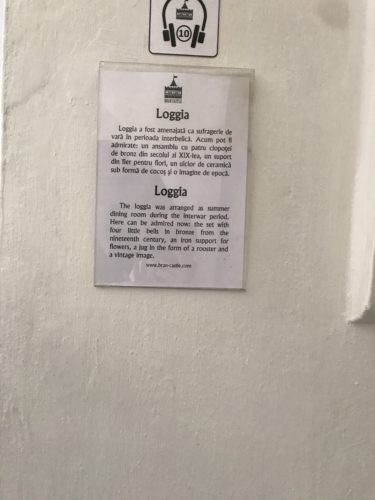 10
Loggia
Loggia a fost amenajată ca sufragerie de
vară în perioada interbelică. Acum pot fi
admirate: un ansamblu cu patru clopoței
de bronz din secolul al XIX-lea, un suport
din fier pentru flori, un ulcior de ceramică
sub formă de cocoș și o imagine de epocă.
Loggia
The loggia was arranged as summer
dining room during the interwar period.
Here can be admired now: the set with
four little bells in bronze from the
nineteenth century, an iron support for
flowers, a jug in the form of a rooster and
a vintage image.
www.bran-castle.com